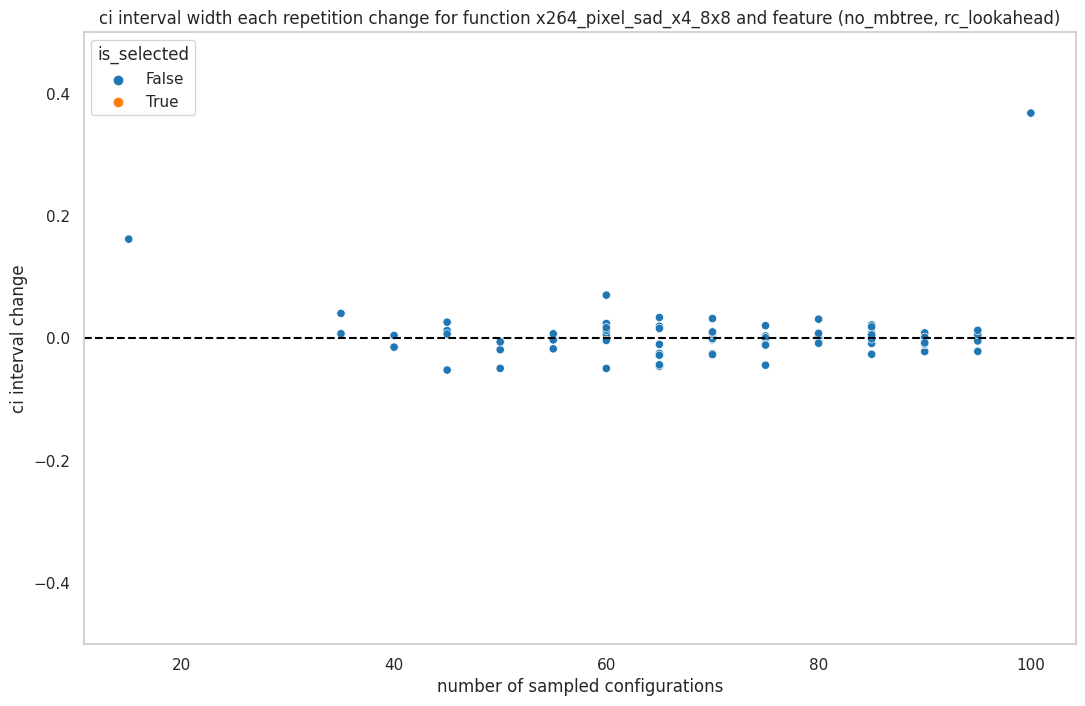 ci interval width each repetition change for function x264_pixel_sad_x4_8x8 and feature (no_mbtree, rc_lookahead)
is_selected
False
True
ci interval change
0.4
0.2
0.0
−0.2
−0.4
20
40
60
80
100
number of sampled configurations